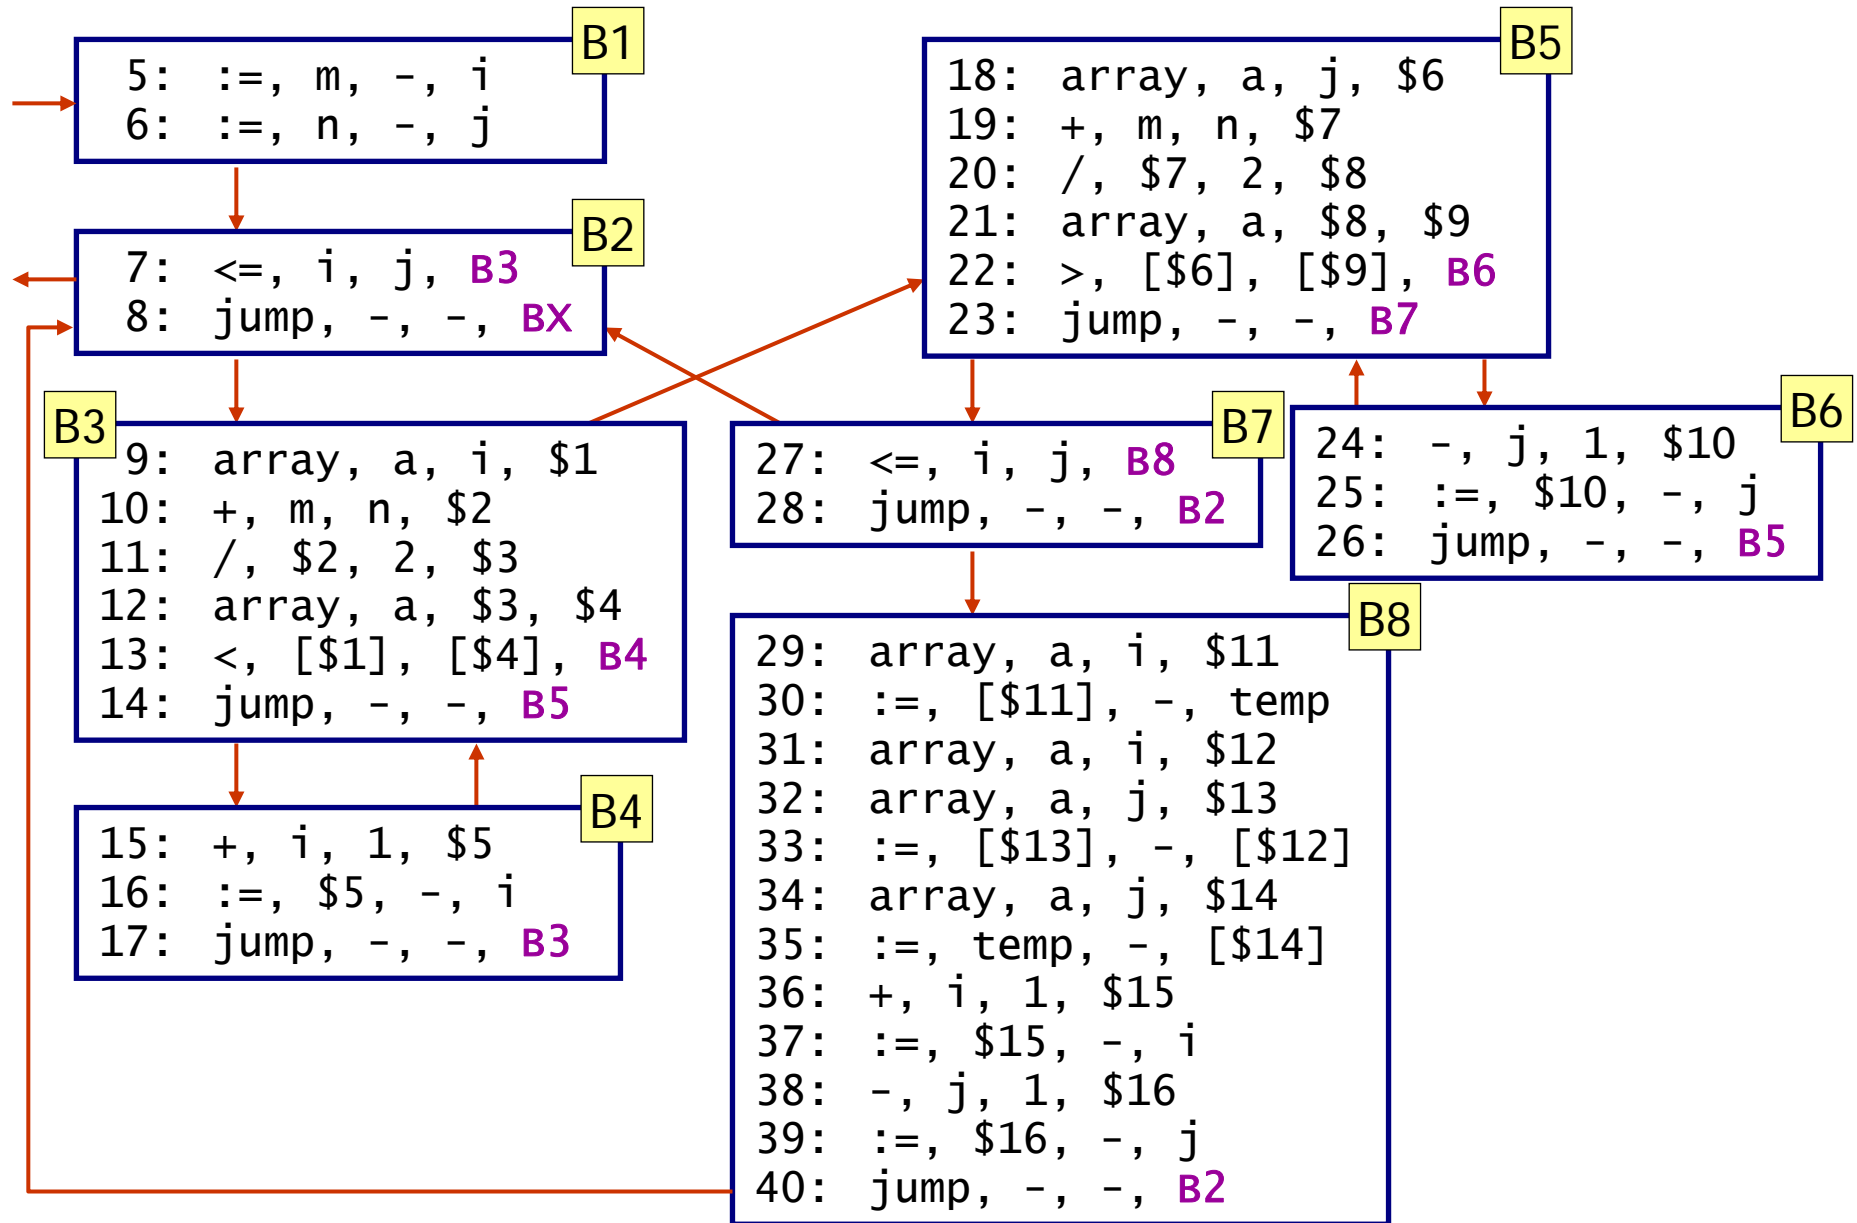 B1
5: :=, m, -, i
6: :=, n, -, j
B2
7: <=, i, j, B3
8: jump, -, -, BX
B3
9: array, a, i, $1
10: +, m, n, $2
11: /, $2, 2, $3
12: array, a, $3, $4
13: <, [$1], [$4], B4
14: jump, -, -, B5
B4
15: +, i, 1, $5
16: :=, $5, -, i
17: jump, -, -, B3
B5
18: array, a, j, $6
19: +, m, n, $7
20: /, $7, 2, $8
21: array, a, $8, $9
22: >, [$6], [$9], B6
23: jump, -, -, B7
B6
24: -, j, 1, $10
25: :=, $10, -, j
26: jump, -, -, B5
B7
27: <=, i, j, B8
28: jump, -, -, B2
B8
29: array, a, i, $11
30: :=, [$11], -, temp
31: array, a, i, $12
32: array, a, j, $13
33: :=, [$13], -, [$12]
34: array, a, j, $14
35: :=, temp, -, [$14]
36: +, i, 1, $15
37: :=, $15, -, i
38: -, j, 1, $16
39: :=, $16, -, j
40: jump, -, -, B2